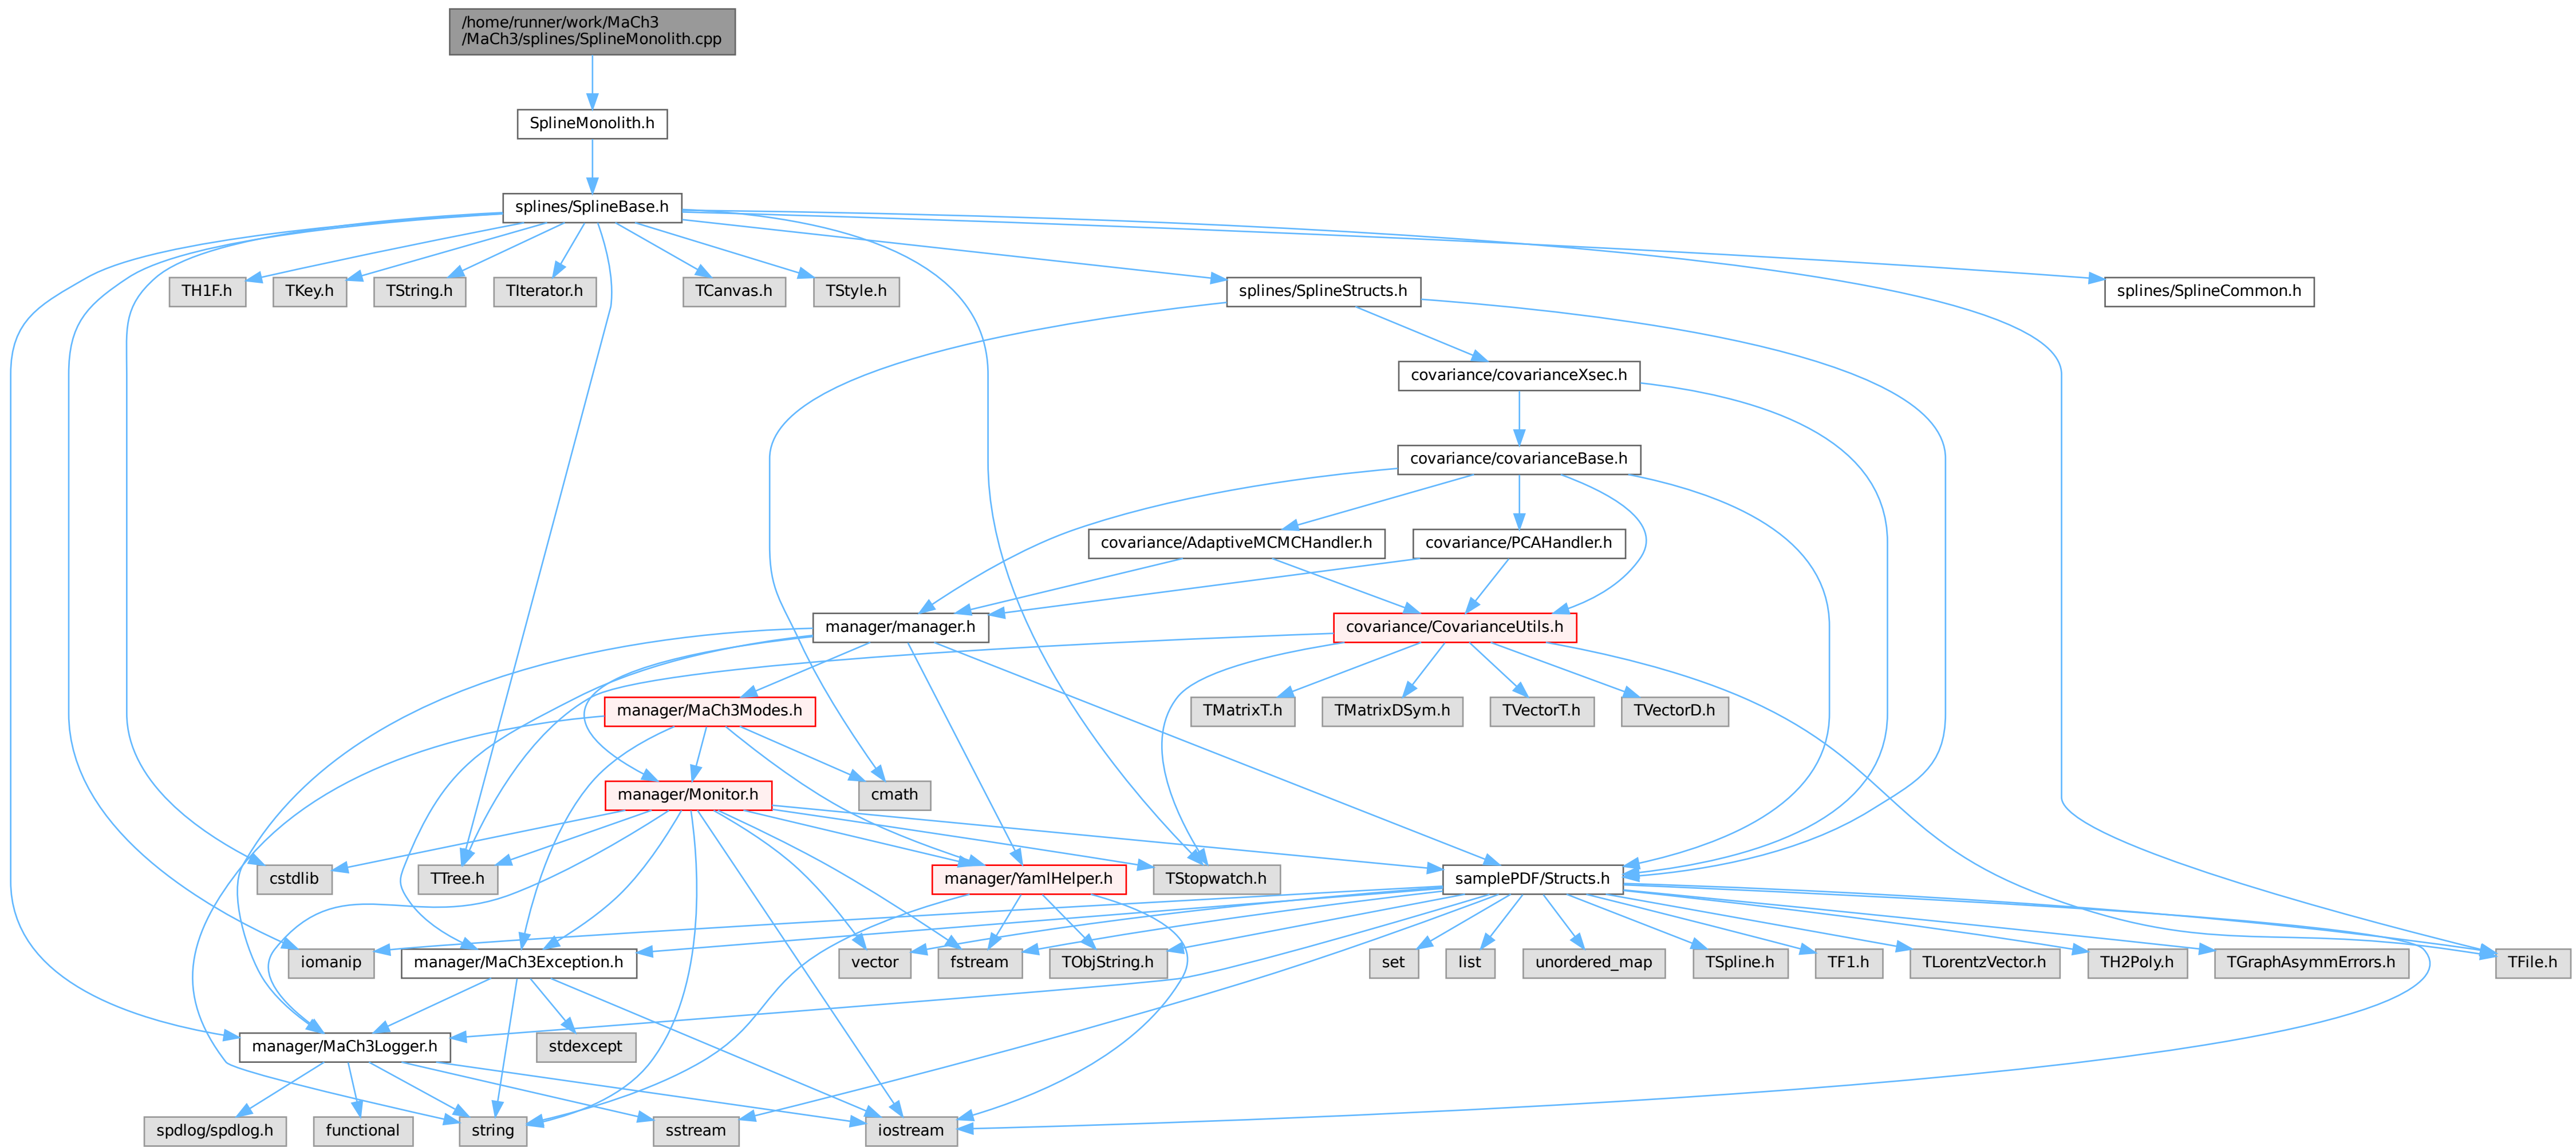 /home/runner/work/MaCh3
/MaCh3/splines/SplineMonolith.cpp
SplineMonolith.h
splines/SplineBase.h
TH1F.h
TKey.h
TString.h
TIterator.h
TCanvas.h
TStyle.h
splines/SplineStructs.h
splines/SplineCommon.h
covariance/covarianceXsec.h
covariance/covarianceBase.h
covariance/AdaptiveMCMCHandler.h
covariance/PCAHandler.h
manager/manager.h
covariance/CovarianceUtils.h
manager/MaCh3Modes.h
TMatrixT.h
TMatrixDSym.h
TVectorT.h
TVectorD.h
manager/Monitor.h
cmath
cstdlib
TTree.h
manager/YamlHelper.h
TStopwatch.h
samplePDF/Structs.h
iomanip
manager/MaCh3Exception.h
vector
fstream
TObjString.h
set
list
unordered_map
TSpline.h
TF1.h
TLorentzVector.h
TH2Poly.h
TGraphAsymmErrors.h
TFile.h
manager/MaCh3Logger.h
stdexcept
spdlog/spdlog.h
functional
string
sstream
iostream